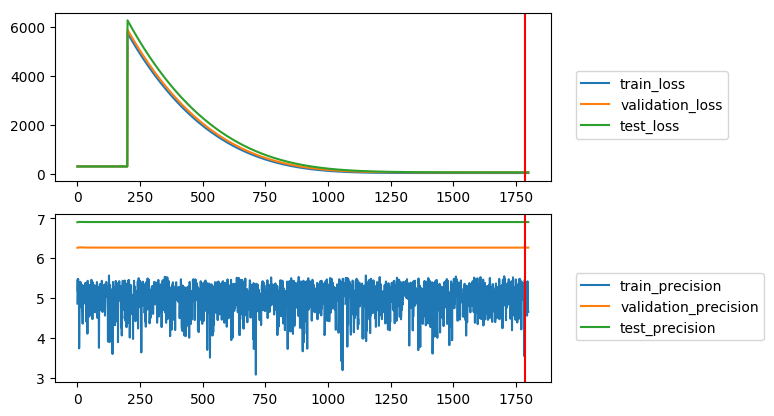 6000
4000
2000
0
0 250 500 750 1000 1250 1500 1750
train_loss
validation_loss
test_loss
7
6
5
4
3
0 250 500 750 1000 1250 1500 1750
train_precision
validation_precision
test_precision